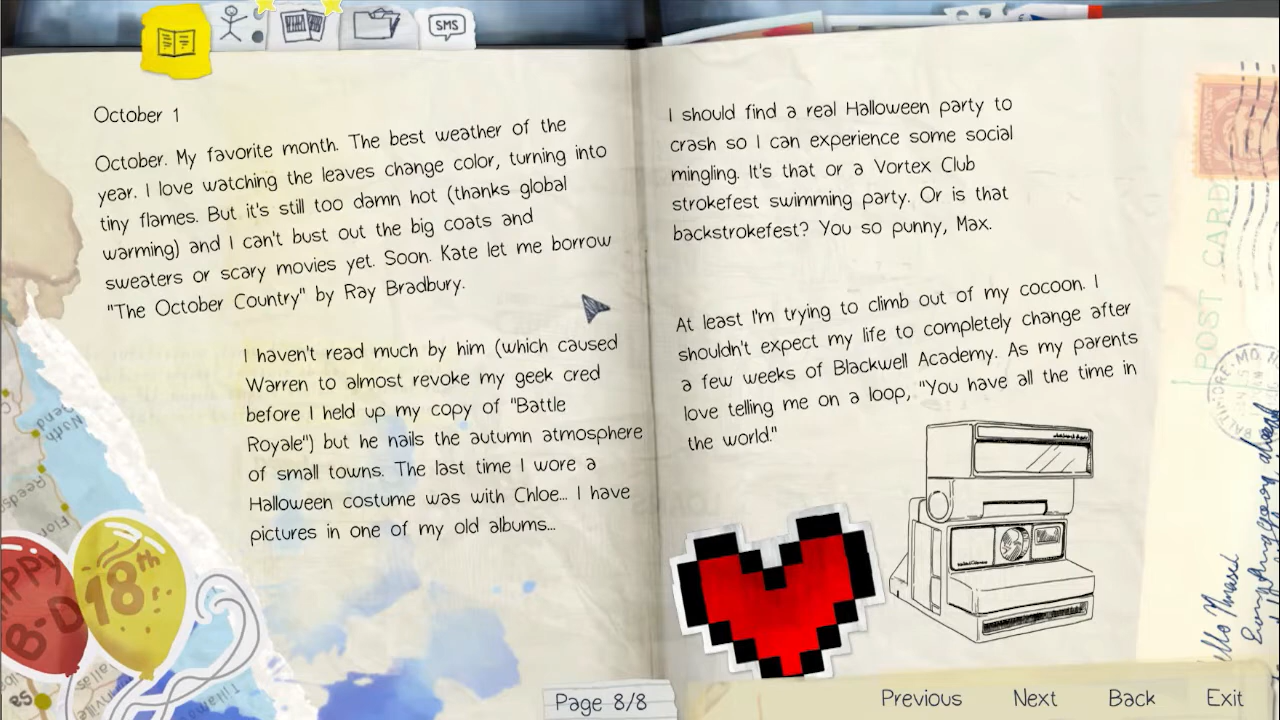 SMS
October 1
October. My favorite month. The best weather of the
year. I love watching the leaves change color, turning into
tiny flames. But it's still too damn hot (thanks global
warming) and I can't bust out the big coats and
sweaters or scary movies yet. Soon. Kate let me borrow
"The October Country" by Ray Bradbury.
I haven't read much by him (which caused
Warren to almost revoke my geek cred
before I held up my copy of "Battle
Royale") but he nails the autumn atmosphere
of small towns. The last time I wore a
Halloween costume was with Chloe... I have
pictures in one of my old albums...
I should find a real Halloween party to
crash so I can experience some social
mingling. It's that or a Vortex Club
strokefest swimming party. Or is that
backstrokefest? You so punny, Max.
At least I'm trying to climb out of my cocoon. I
shouldn't expect my life to completely change after
a few weeks of Blackwell Academy. As my parents
love telling me on a loop, "You have all the time in
the world."
POST CARD
North
Bend
18th
B-D
Page 8/8
Previous
Next
Back
Exit